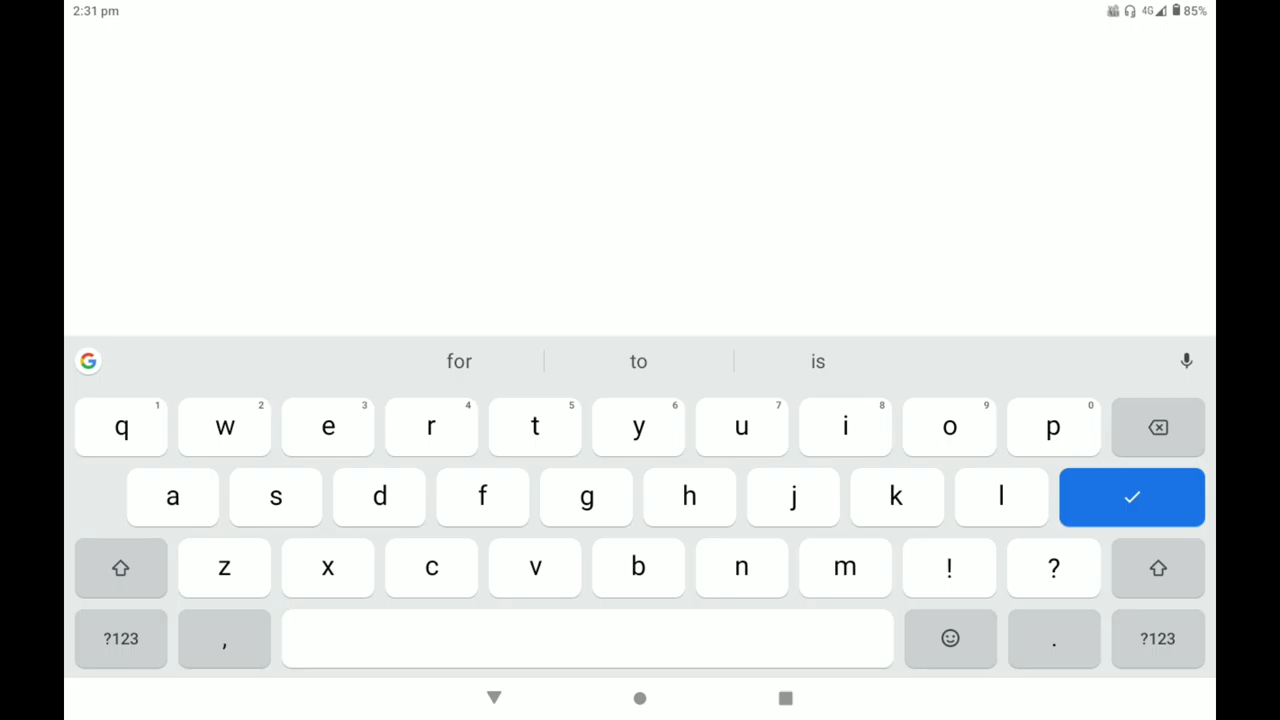 2:31 pm 4G 85%
G for to is
q 1 w 2 e 3 r 4 t 5 y 6 u 7 i 8 o 9 p 0
a s d f g h j k l
z x c v b n m ! ?
?123 , . ?123